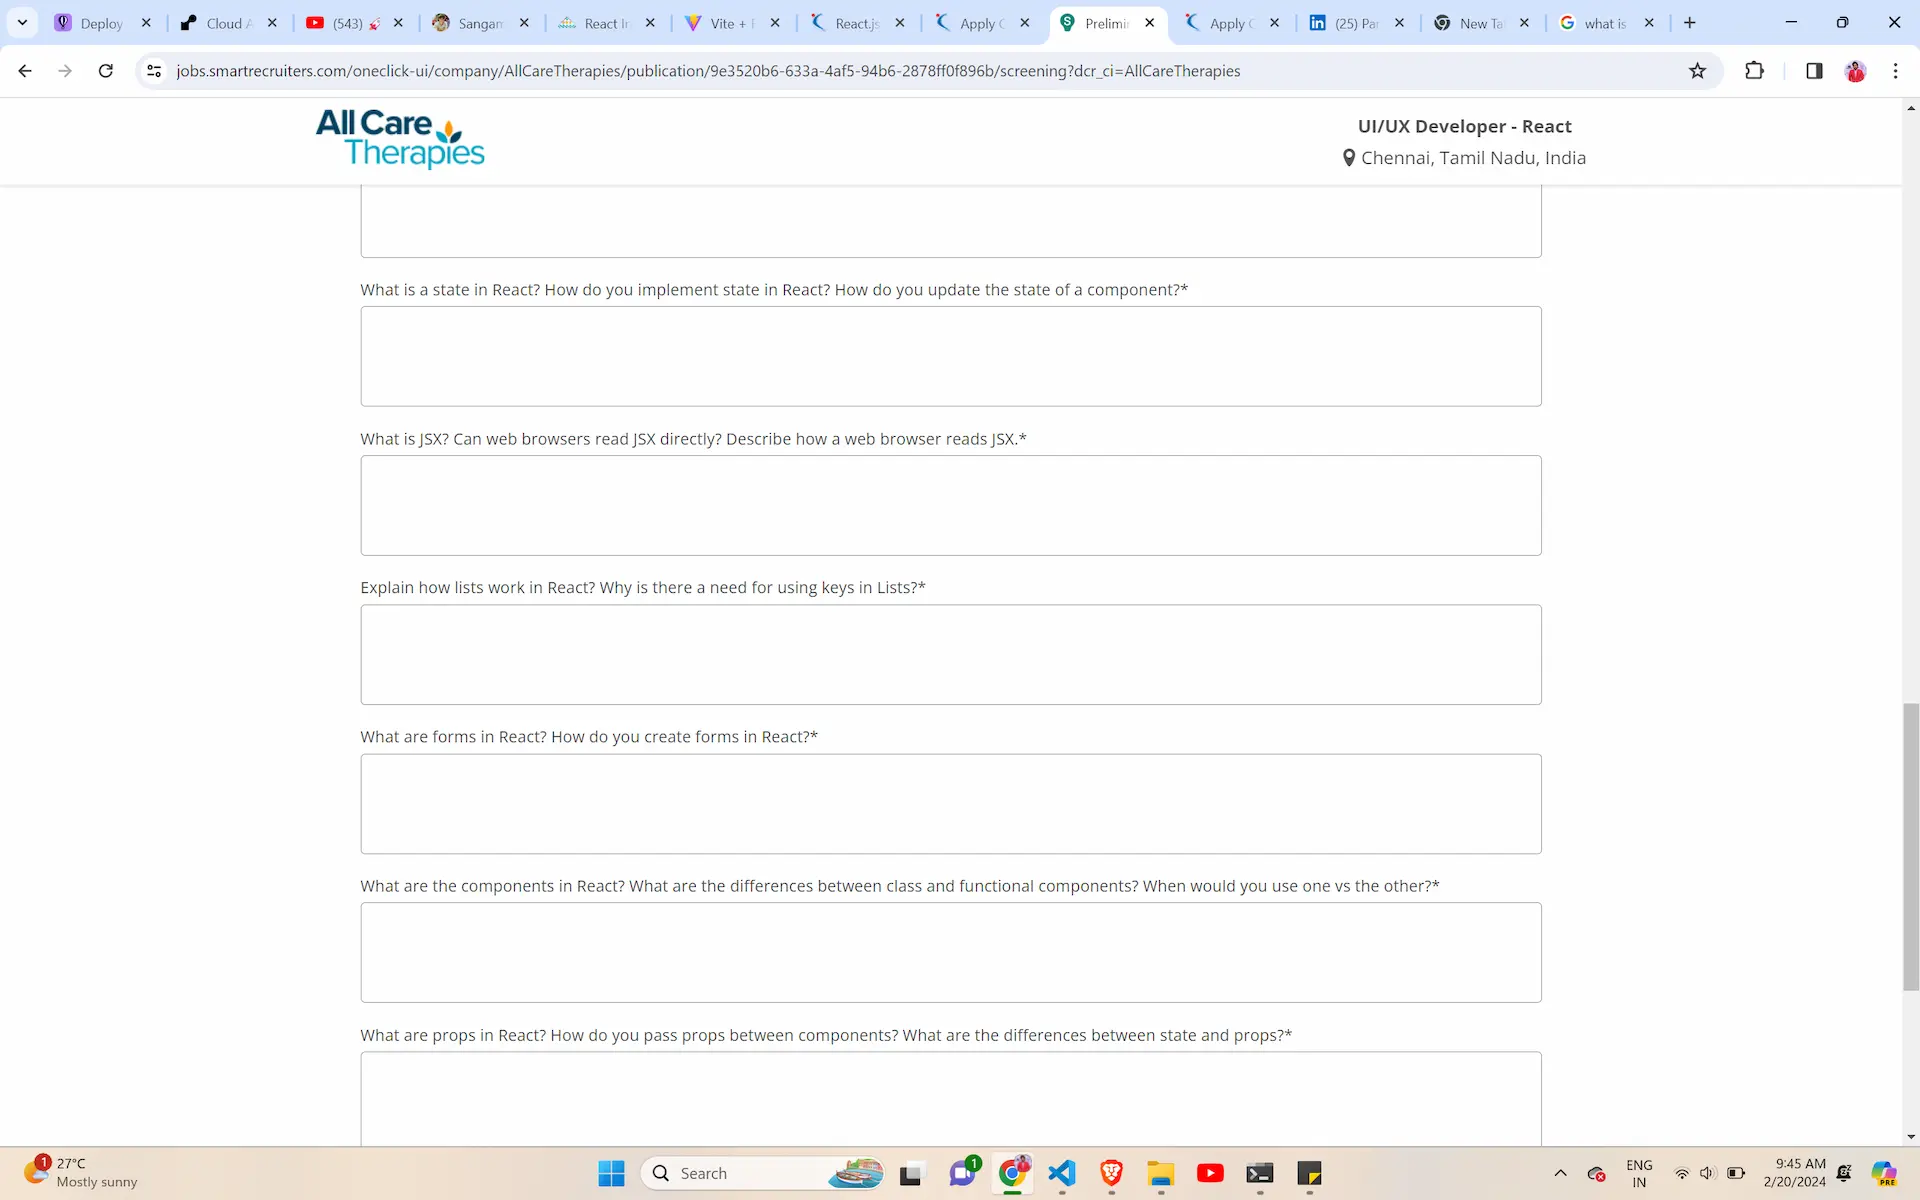 Deploy
Cloud A
(543) 🚀
Sangam
React In
Vite +
React.js
Apply C
Prelimi
Apply C
(25) Pa
New Ta
what is
jobs.smartrecruiters.com/oneclick-ui/company/AllCareTherapies/publication/9e3520b6-633a-4af5-94b6-2878ff0f896b/screening?dcr_ci=AllCareTherapies
All Care
Therapies
UI/UX Developer - React
Chennai, Tamil Nadu, India
What is a state in React? How do you implement state in React? How do you update the state of a component?*
What is JSX? Can web browsers read JSX directly? Describe how a web browser reads JSX.*
Explain how lists work in React? Why is there a need for using keys in Lists?*
What are forms in React? How do you create forms in React?*
What are the components in React? What are the differences between class and functional components? When would you use one vs the other?*
What are props in React? How do you pass props between components? What are the differences between state and props?*
1
27°C
Mostly sunny
Search
1
ENG
IN
9:45 AM
2/20/2024
PRE